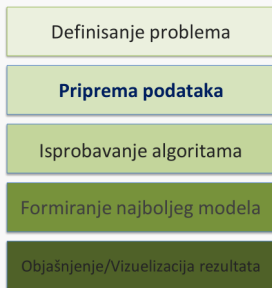 Definisanje problema
Priprema podataka
Isprobavanje algoritama
Formiranje najboljeg modela
Objašnjenje/Vizuelizacija rezultata